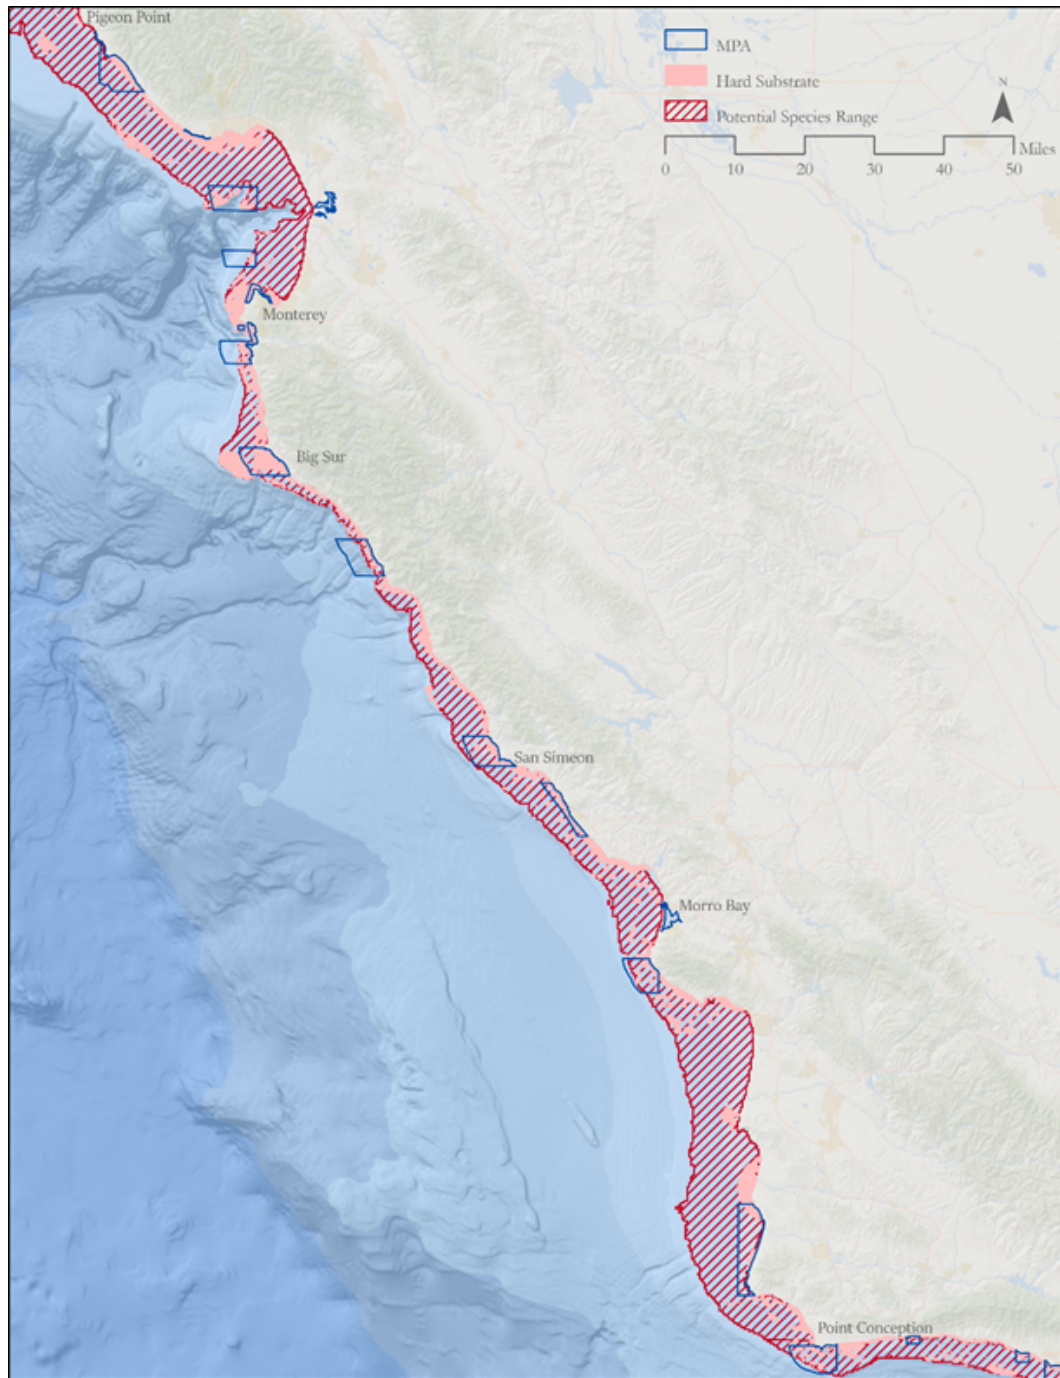 Pigeon Point
MPA
Hard Substrate
N
Potential Species Range
Miles
0 10 20 30 40 50
Monterey
Big Sur
San Simeon
Morro Bay
Point Conception